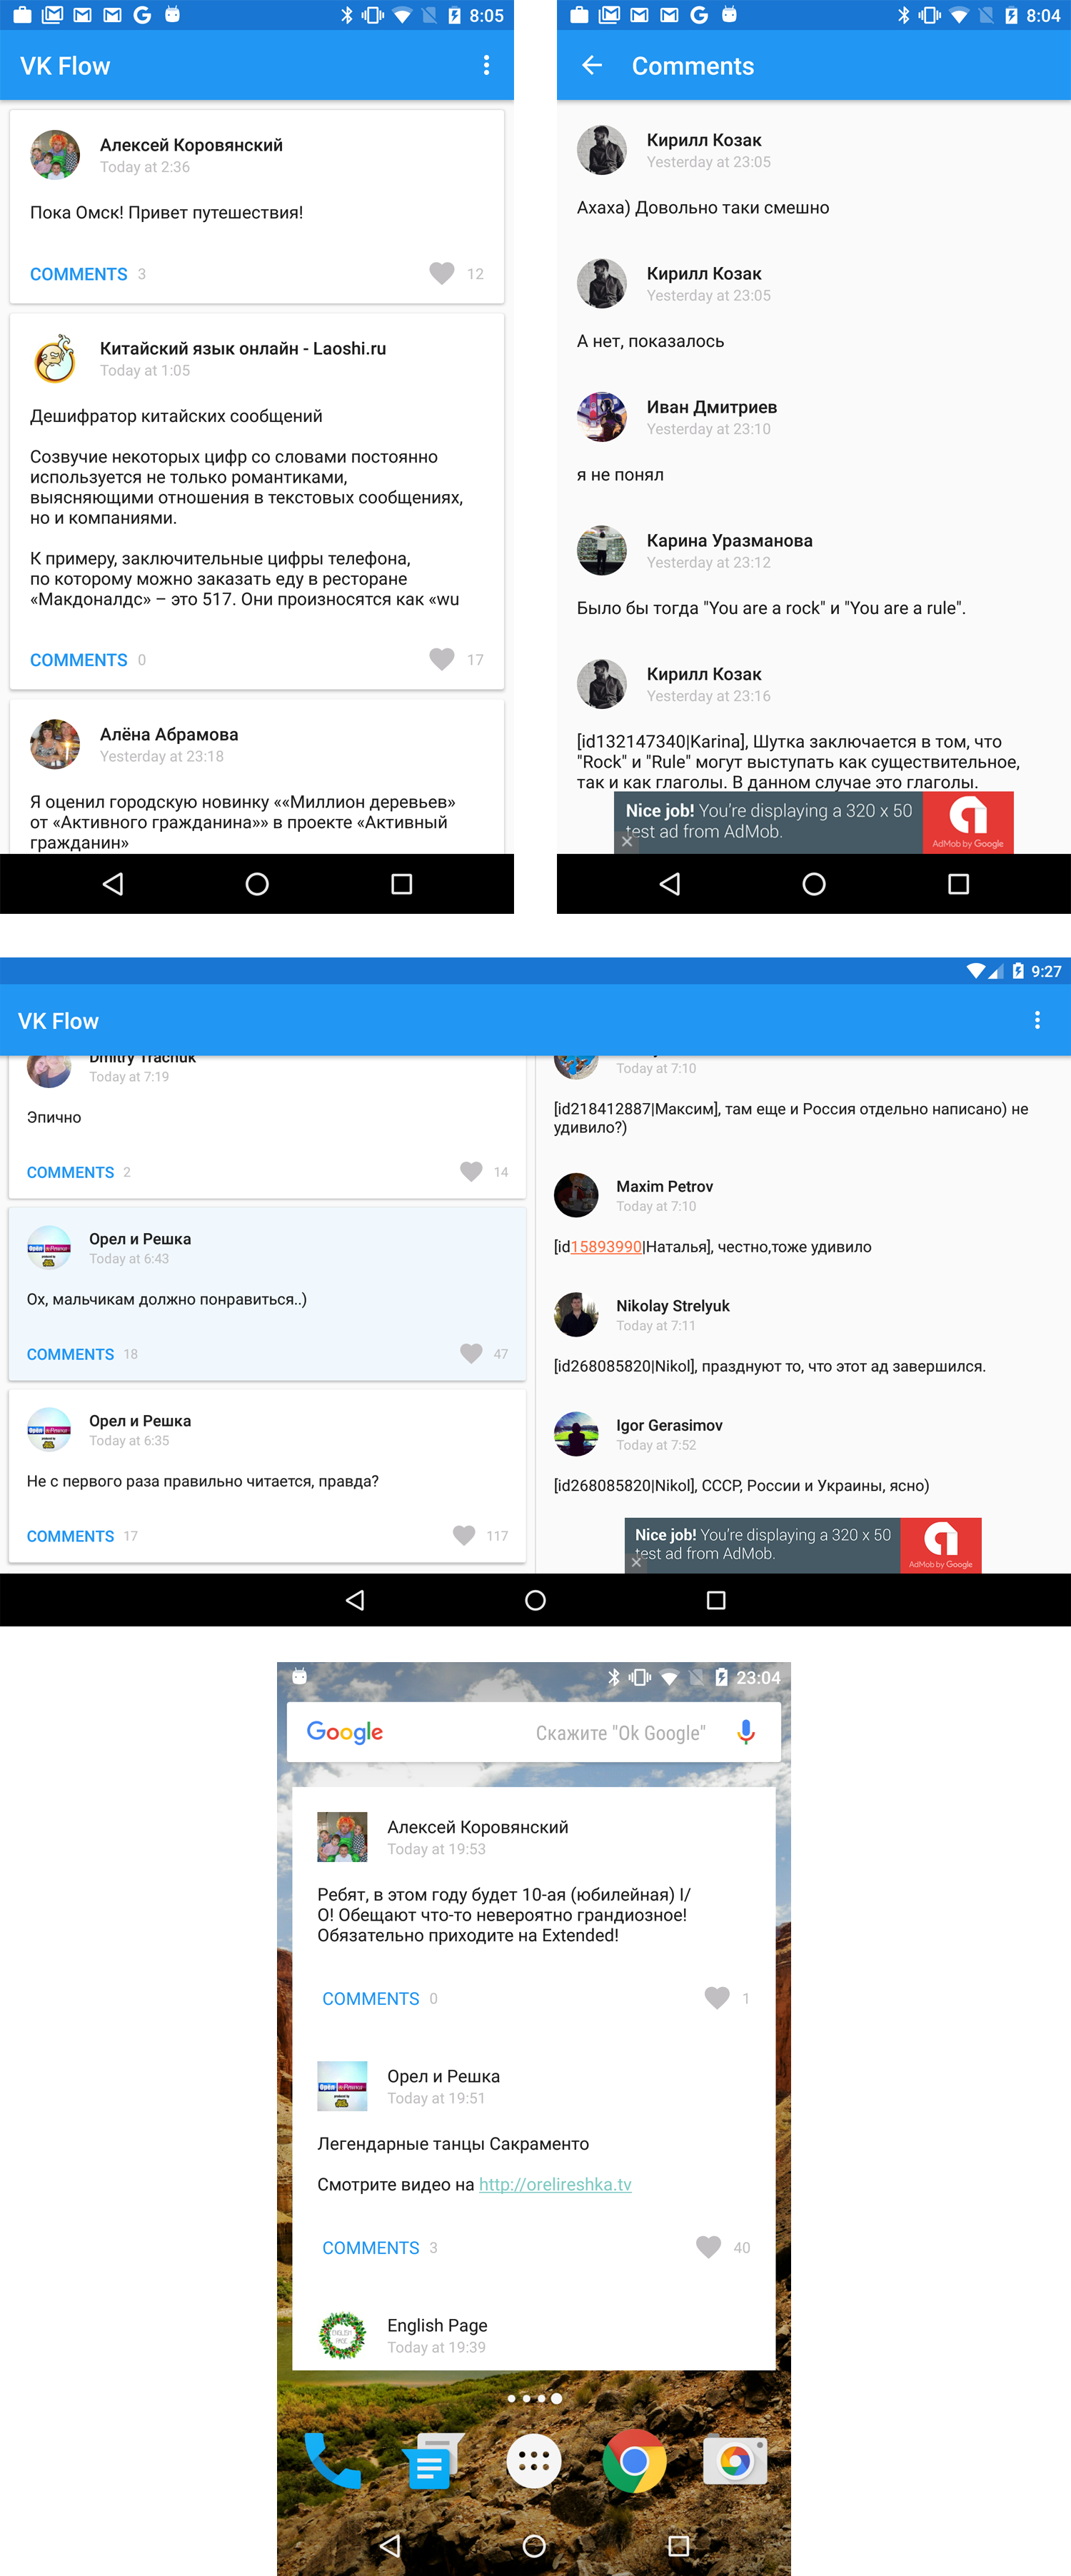 8:05
VK Flow
Алексей Коровянский
Today at 2:36
Пока Омск! Привет путешествия!
COMMENTS 3 12
Китайский язык онлайн - Laoshi.ru
Today at 1:05
Дешифратор китайских сообщений
Созвучие некоторых цифр со словами постоянно
используется не только романтиками,
выясняющими отношения в текстовых сообщениях,
но и компаниями.
К примеру, заключительные цифры телефона,
по которому можно заказать еду в ресторане
«Макдоналдс» – это 517. Они произносятся как «wu
COMMENTS 0 17
Алёна Абрамова
Yesterday at 23:18
Я оценил городскую новинку ««Миллион деревьев»
от «Активного гражданина»» в проекте «Активный
гражданин»
8:04
Comments
Кирилл Козак
Yesterday at 23:05
Ахаха) Довольно таки смешно
Кирилл Козак
Yesterday at 23:05
А нет, показалось
Иван Дмитриев
Yesterday at 23:10
я не понял
Карина Уразманова
Yesterday at 23:12
Было бы тогда "You are a rock" и "You are a rule".
Кирилл Козак
Yesterday at 23:16
[id132147340|Karina], Шутка заключается в том, что
"Rock" и "Rule" могут выступать как существительное,
так и как глаголы. В данном случае это глаголы.
Nice job! You're displaying a 320 x 50
test ad from AdMob.
AdMob by Google
9:27
VK Flow
Dmitry Trachuk
Today at 7:19
Эпично
COMMENTS 2 14
Орел и Решка
Today at 6:43
Ох, мальчикам должно понравиться..)
COMMENTS 18 47
Орел и Решка
Today at 6:35
Не с первого раза правильно читается, правда?
COMMENTS 17 117
Today at 7:10
[id218412887|Максим], там еще и Россия отдельно написано) не
удивило?)
Maxim Petrov
Today at 7:10
[id15893990|Наталья], честно,тоже удивило
Nikolay Strelyuk
Today at 7:11
[id268085820|Nikol], празднуют то, что этот ад завершился.
Igor Gerasimov
Today at 7:52
[id268085820|Nikol], СССР, России и Украины, ясно)
Nice job! You're displaying a 320 x 50
test ad from AdMob.
AdMob by Google
23:04
Google Скажите "Ok Google"
Алексей Коровянский
Today at 19:53
Ребят, в этом году будет 10-ая (юбилейная) I/
O! Обещают что-то невероятно грандиозное!
Обязательно приходите на Extended!
COMMENTS 0 1
Орел и Решка
Today at 19:51
Легендарные танцы Сакраменто
Смотрите видео на http://orelireshka.tv
COMMENTS 3 40
English Page
Today at 19:39